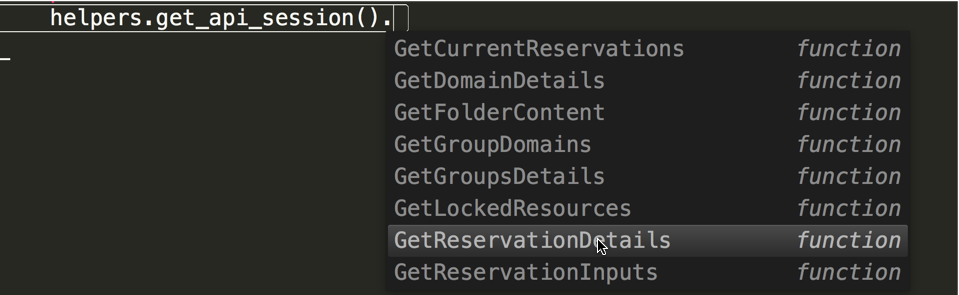 helpers.get_api_session().
GetCurrentReservations function
GetDomainDetails function
GetFolderContent function
GetGroupDomains function
GetGroupsDetails function
GetLockedResources function
GetReservationDetails function
GetReservationInputs function